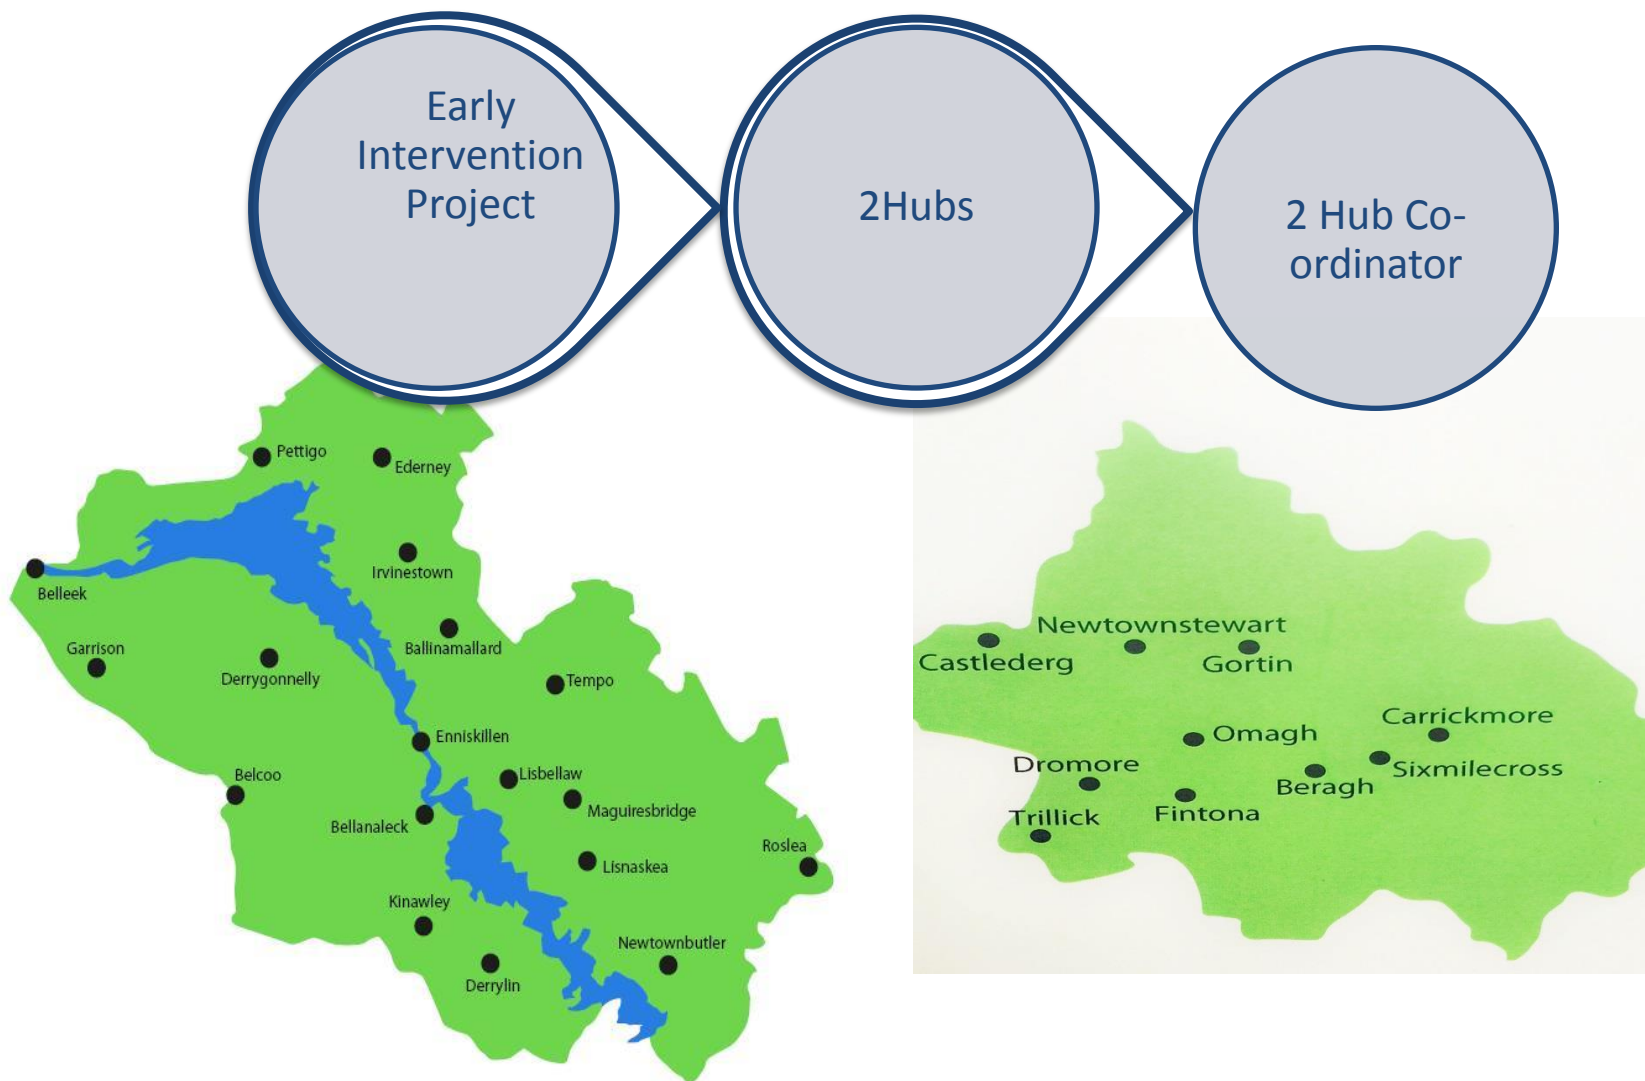 Early
Intervention
Project
2Hubs
2 Hub Co-
ordinator
Pettigo
Ederney
Belleek
Irvinestown
Garrison
Derrygonnelly
Ballinamallard
Tempo
Enniskillen
Belcoo
Lisbellaw
Bellanaleck
Maguiresbridge
Roslea
Lisnaskea
Kinawley
Newtownbutler
Derrylin
Newtownstewart
Castlederg
Gortin
Carrickmore
Omagh
Dromore
Sixmilecross
Beragh
Trillick
Fintona